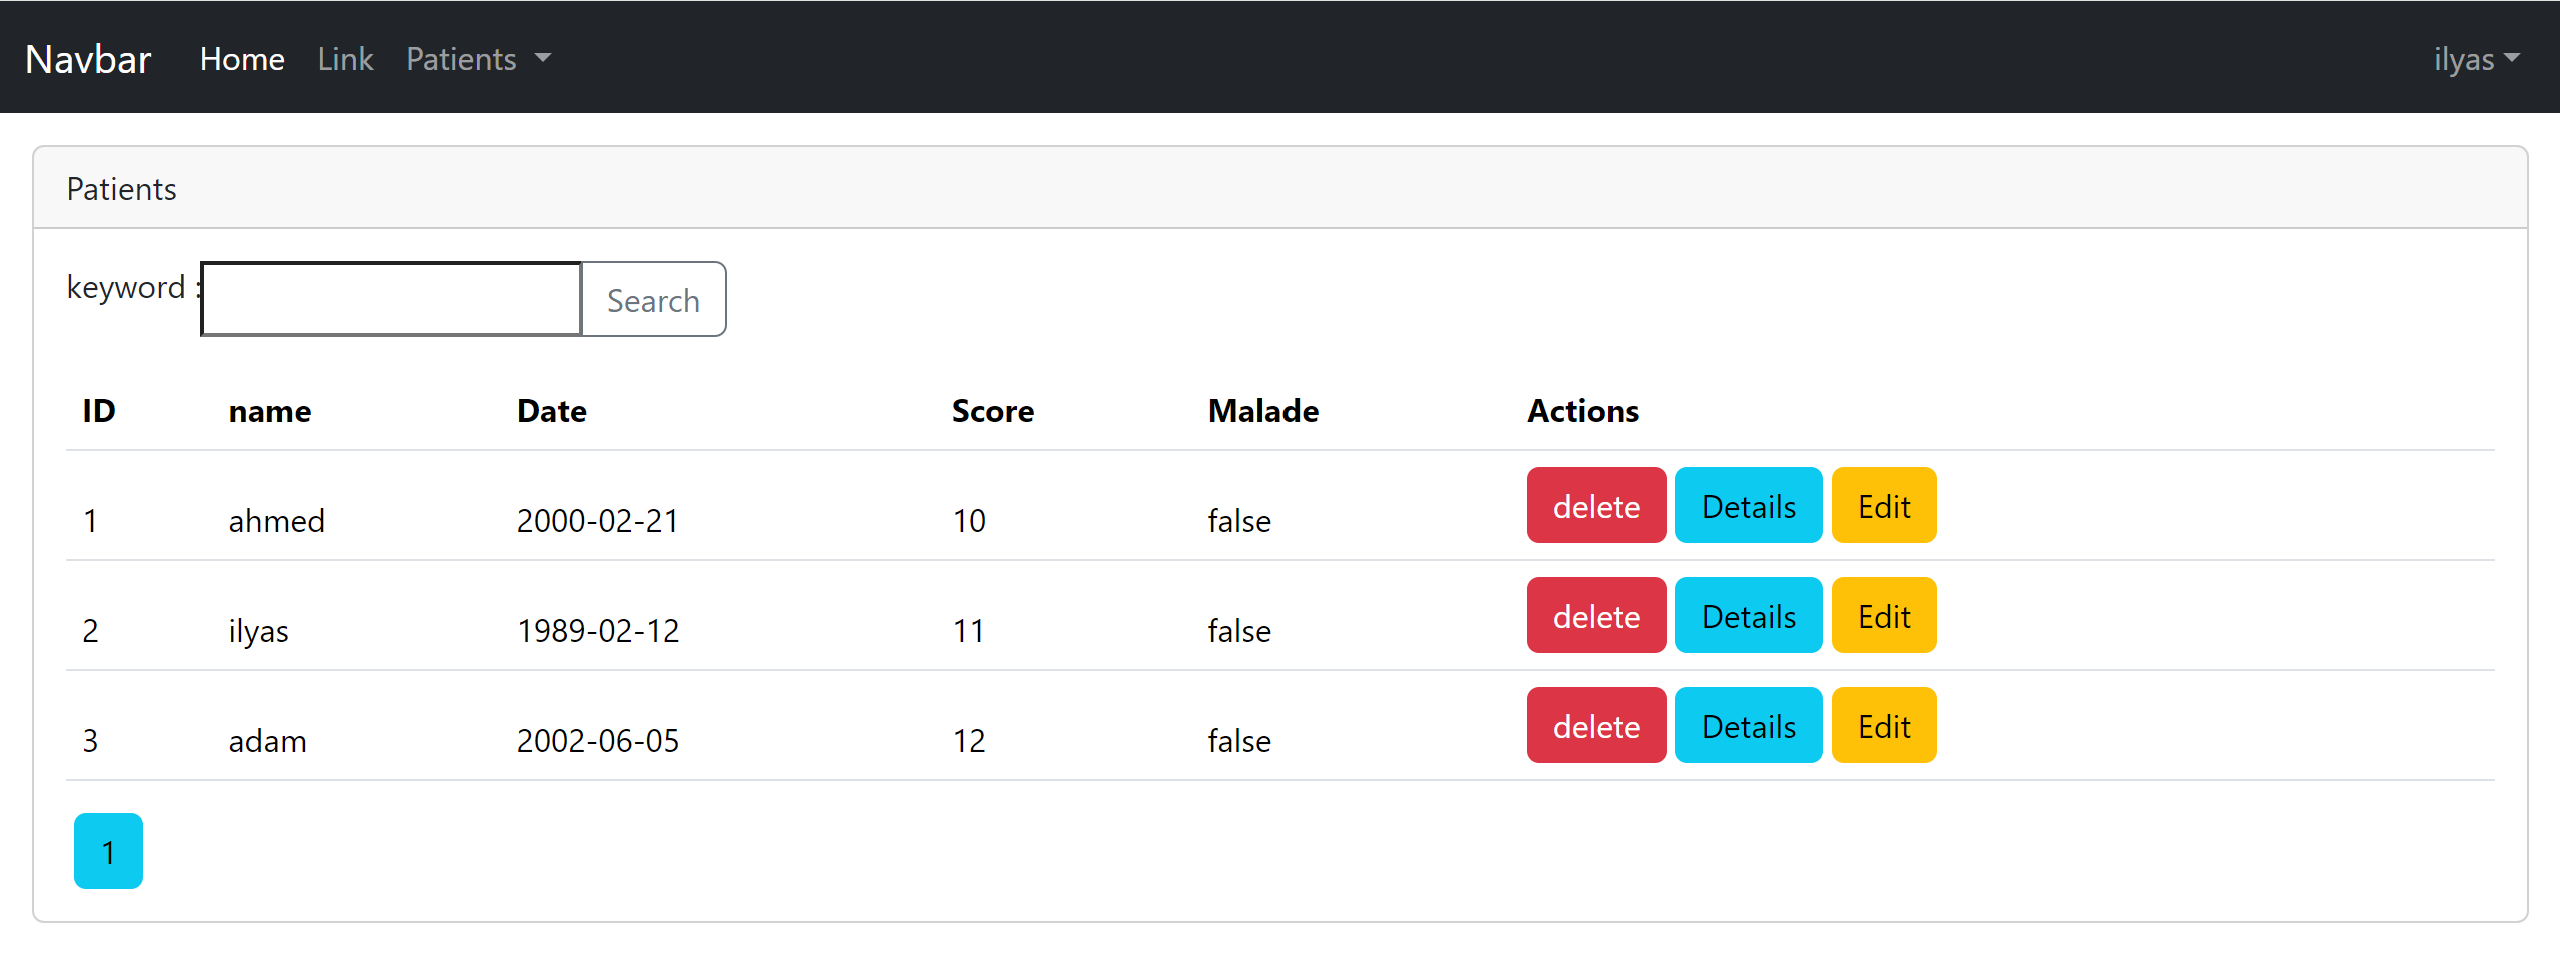 Navbar Home Link Patients ilyas
Patients
keyword : Search
ID name Date Score Malade Actions
1 ahmed 2000-02-21 10 false delete Details Edit
2 ilyas 1989-02-12 11 false delete Details Edit
3 adam 2002-06-05 12 false delete Details Edit
1